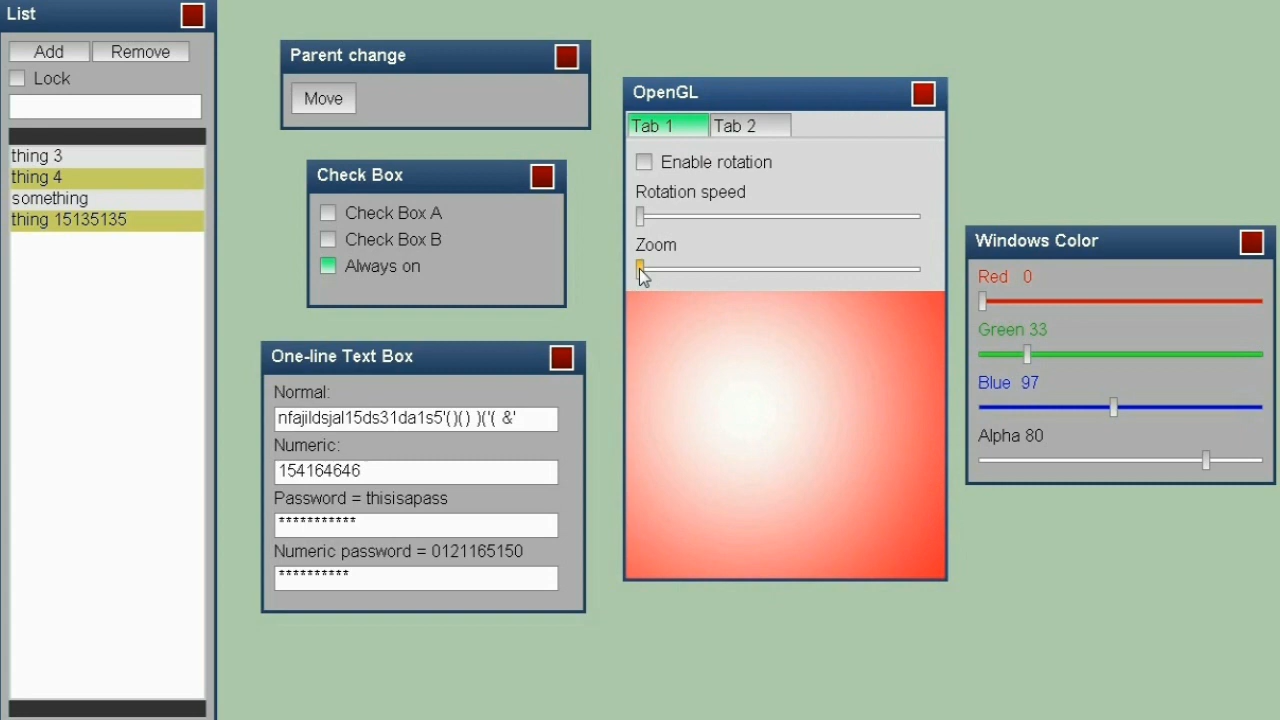 List
Add Remove
Lock
thing 3
thing 4
something
thing 15135135
Parent change
Move
Check Box
Check Box A
Check Box B
Always on
One-line Text Box
Normal:
nfajildsjal15ds31da1s5'()() )('( &'
Numeric:
154164646
Password = thisisapass
***********
Numeric password = 0121165150
**********
OpenGL
Tab 1 Tab 2
Enable rotation
Rotation speed
Zoom
Windows Color
Red 0
Green 33
Blue 97
Alpha 80